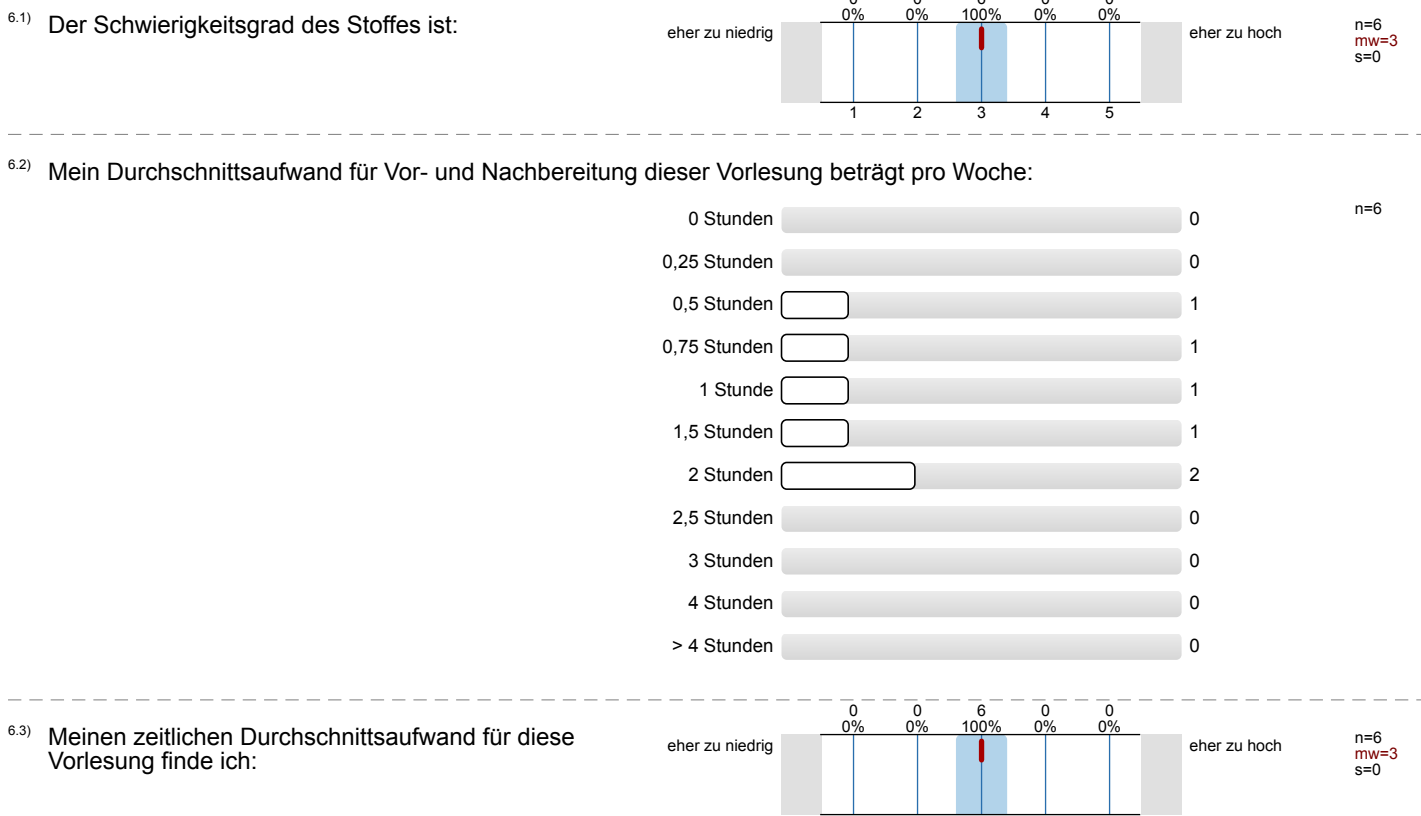 6.1) Der Schwierigkeitsgrad des Stoffes ist:
eher zu niedrig
0% 0% 100% 0% 0%
1 2 3 4 5
eher zu hoch
n=6
mw=3
s=0
6.2) Mein Durchschnittsaufwand für Vor- und Nachbereitung dieser Vorlesung beträgt pro Woche:
n=6
0 Stunden 0
0,25 Stunden 0
0,5 Stunden 1
0,75 Stunden 1
1 Stunde 1
1,5 Stunden 1
2 Stunden 2
2,5 Stunden 0
3 Stunden 0
4 Stunden 0
> 4 Stunden 0
6.3) Meinen zeitlichen Durchschnittsaufwand für diese
Vorlesung finde ich:
eher zu niedrig
0 0 6 0 0
0% 0% 100% 0% 0%
eher zu hoch
n=6
mw=3
s=0